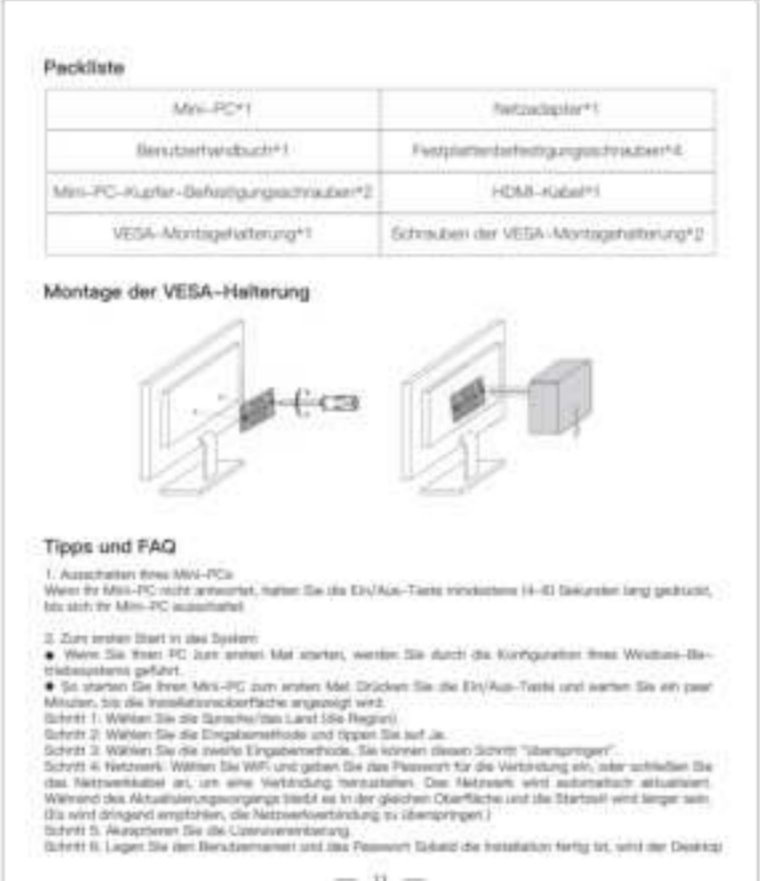 Packliste
Mini-PC*1
Netzadapter*1
Benutzerhandbuch*1
Festplattenbefestigungsschrauben*4
Mini-PC-Kupfer-Befestigungsschrauben*2
HDMI-Kabel*1
VESA-Montagehalterung*1
Schrauben der VESA-Montagehalterung*2
Montage der VESA-Halterung
Tipps und FAQ
1. Ausschalten Ihres Mini-PCs
Wenn Ihr Mini-PC nicht antwortet, halten Sie die Ein/Aus-Taste mindestens (4-6) Sekunden lang gedrückt,
bis sich Ihr Mini-PC ausschaltet
2. Zum ersten Start in das System
● Wenn Sie Ihren PC zum ersten Mal starten, werden Sie durch die Konfiguration Ihres Windows-Be-
triebssystems geführt.
● So starten Sie Ihren Mini-PC zum ersten Mal: Drücken Sie die Ein/Aus-Taste und warten Sie ein paar
Minuten, bis die Installationsoberfläche angezeigt wird.
Schritt 1: Wählen Sie die Sprache/das Land (die Region).
Schritt 2: Wählen Sie die Eingabemethode und tippen Sie auf Ja.
Schritt 3: Wählen Sie die zweite Eingabemethode, Sie können diesen Schritt "überspringen".
Schritt 4: Netzwerk: Wählen Sie WiFi und geben Sie das Passwort für die Verbindung ein, oder schließen Sie
das Netzwerkkabel an, um eine Verbindung herzustellen. Das Netzwerk wird automatisch aktualisiert.
Während des Aktualisierungsvorgangs bleibt es in der gleichen Oberfläche und die Startzeit wird länger sein.
(Es wird dringend empfohlen, die Netzwerkverbindung zu überspringen.)
Schritt 5: Akzeptieren Sie die Lizenzvereinbarung.
Schritt 6: Legen Sie den Benutzernamen und das Passwort Sobald die Installation fertig ist, wird der Desktop